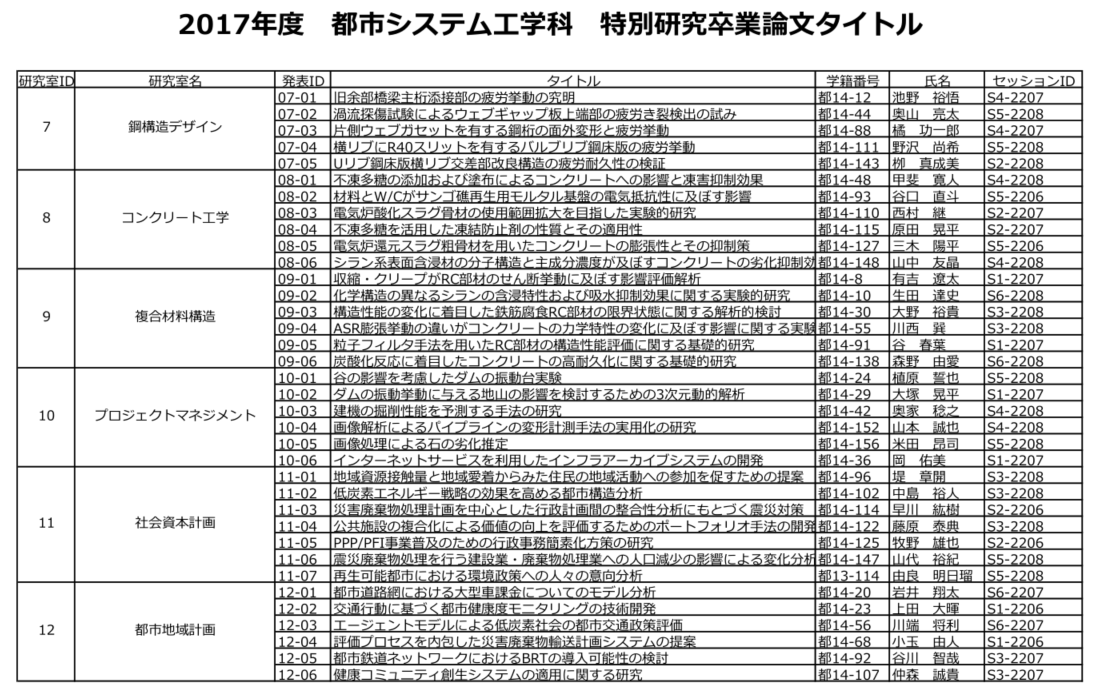 2017年度　都市システム工学科　特別研究卒業論文タイトル
研究室ID 研究室名 発表ID タイトル 学籍番号 氏名 セッションID
7 鋼構造デザイン
07-01 旧余部橋梁主桁添接部の疲労挙動の究明 都14-12 池野　裕悟 S4-2207
07-02 渦流探傷試験によるウェブギャップ板上端部の疲労き裂検出の試み 都14-44 奥山　亮太 S5-2208
07-03 片側ウェブガセットを有する鋼桁の面外変形と疲労挙動 都14-88 橘　功一郎 S4-2207
07-04 横リブにR40スリットを有するバルブリブ鋼床版の疲労挙動 都14-111 野沢　尚希 S5-2208
07-05 Uリブ鋼床版横リブ交差部改良構造の疲労耐久性の検証 都14-143 栁　真成美 S2-2208
8 コンクリート工学
08-01 不凍多糖の添加および塗布によるコンクリートへの影響と凍害抑制効果 都14-48 甲斐　寛人 S4-2208
08-02 材料とW/Cがサンゴ礁再生用モルタル基盤の電気抵抗性に及ぼす影響 都14-93 谷口　直斗 S5-2206
08-03 電気炉酸化スラグ骨材の使用範囲拡大を目指した実験的研究 都14-110 西村　継 S2-2207
08-04 不凍多糖を活用した凍結防止剤の性質とその適用性 都14-115 原田　晃平 S2-2207
08-05 電気炉還元スラグ粗骨材を用いたコンクリートの膨張性とその抑制策 都14-127 三木　陽平 S5-2206
08-06 シラン系表面含浸材の分子構造と主成分濃度が及ぼすコンクリートの劣化抑制効 都14-148 山中　友晶 S4-2208
9 複合材料構造
09-01 収縮・クリープがRC部材のせん断挙動に及ぼす影響評価解析 都14-8 有吉　遼太 S1-2207
09-02 化学構造の異なるシランの含浸特性および吸水抑制効果に関する実験的研究 都14-10 生田　達史 S6-2208
09-03 構造性能の変化に着目した鉄筋腐食RC部材の限界状態に関する解析的検討 都14-30 大野　裕貴 S3-2208
09-04 ASR膨張挙動の違いがコンクリートの力学特性の変化に及ぼす影響に関する実験 都14-55 川西　巽 S3-2208
09-05 粒子フィルタ手法を用いたRC部材の構造性能評価に関する基礎的研究 都14-91 谷　春葉 S1-2207
09-06 炭酸化反応に着目したコンクリートの高耐久化に関する基礎的研究 都14-138 森野　由愛 S6-2208
10 プロジェクトマネジメント
10-01 谷の影響を考慮したダムの振動台実験 都14-24 植原　誓也 S5-2208
10-02 ダムの振動挙動に与える地山の影響を検討するための3次元動的解析 都14-29 大塚　晃平 S1-2207
10-03 建機の掘削性能を予測する手法の研究 都14-42 奥家　稔之 S4-2208
10-04 画像解析によるパイプラインの変形計測手法の実用化の研究 都14-152 山本　誠也 S4-2208
10-05 画像処理による石の劣化推定 都14-156 米田　昂司 S5-2208
10-06 インターネットサービスを利用したインフラアーカイブシステムの開発 都14-36 岡　佑美 S1-2207
11 社会資本計画
11-01 地域資源接触量と地域愛着からみた住民の地域活動への参加を促すための提案 都14-96 堤　章開 S3-2208
11-02 低炭素エネルギー戦略の効果を高める都市構造分析 都14-102 中島　裕人 S3-2208
11-03 災害廃棄物処理計画を中心とした行政計画間の整合性分析にもとづく震災対策 都14-114 早川　紘樹 S2-2206
11-04 公共施設の複合化による価値の向上を評価するためのポートフォリオ手法の開発 都14-122 藤原　泰典 S3-2208
11-05 PPP/PFI事業普及のための行政事務簡素化方策の研究 都14-125 牧野　雄也 S2-2206
11-06 震災廃棄物処理を行う建設業・廃棄物処理業への人口減少の影響による変化分析 都14-147 山代　裕紀 S5-2208
11-07 再生可能都市における環境政策への人々の意向分析 都13-114 由良　明日瑠 S5-2208
12 都市地域計画
12-01 都市道路網における大型車課金についてのモデル分析 都14-20 岩井　翔太 S6-2207
12-02 交通行動に基づく都市健康度モニタリングの技術開発 都14-23 上田　大暉 S1-2206
12-03 エージェントモデルによる低炭素社会の都市交通政策評価 都14-56 川端　将利 S6-2207
12-04 評価プロセスを内包した災害廃棄物輸送計画システムの提案 都14-68 小玉　由人 S1-2206
12-05 都市鉄道ネットワークにおけるBRTの導入可能性の検討 都14-92 谷川　智哉 S3-2207
12-06 健康コミュニティ創生システムの適用に関する研究 都14-107 仲森　誠貴 S3-2207